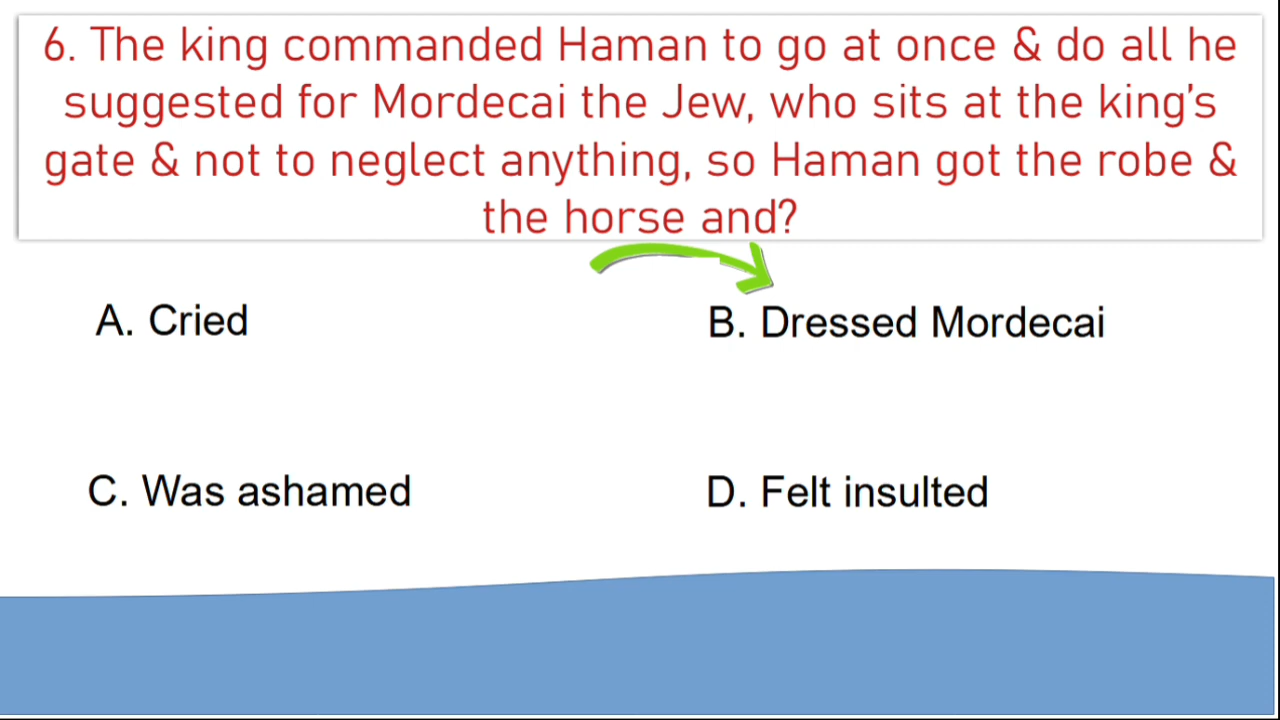 6. The king commanded Haman to go at once & do all he
suggested for Mordecai the Jew, who sits at the king's
gate & not to neglect anything, so Haman got the robe &
the horse and?
A. Cried
B. Dressed Mordecai
C. Was ashamed
D. Felt insulted